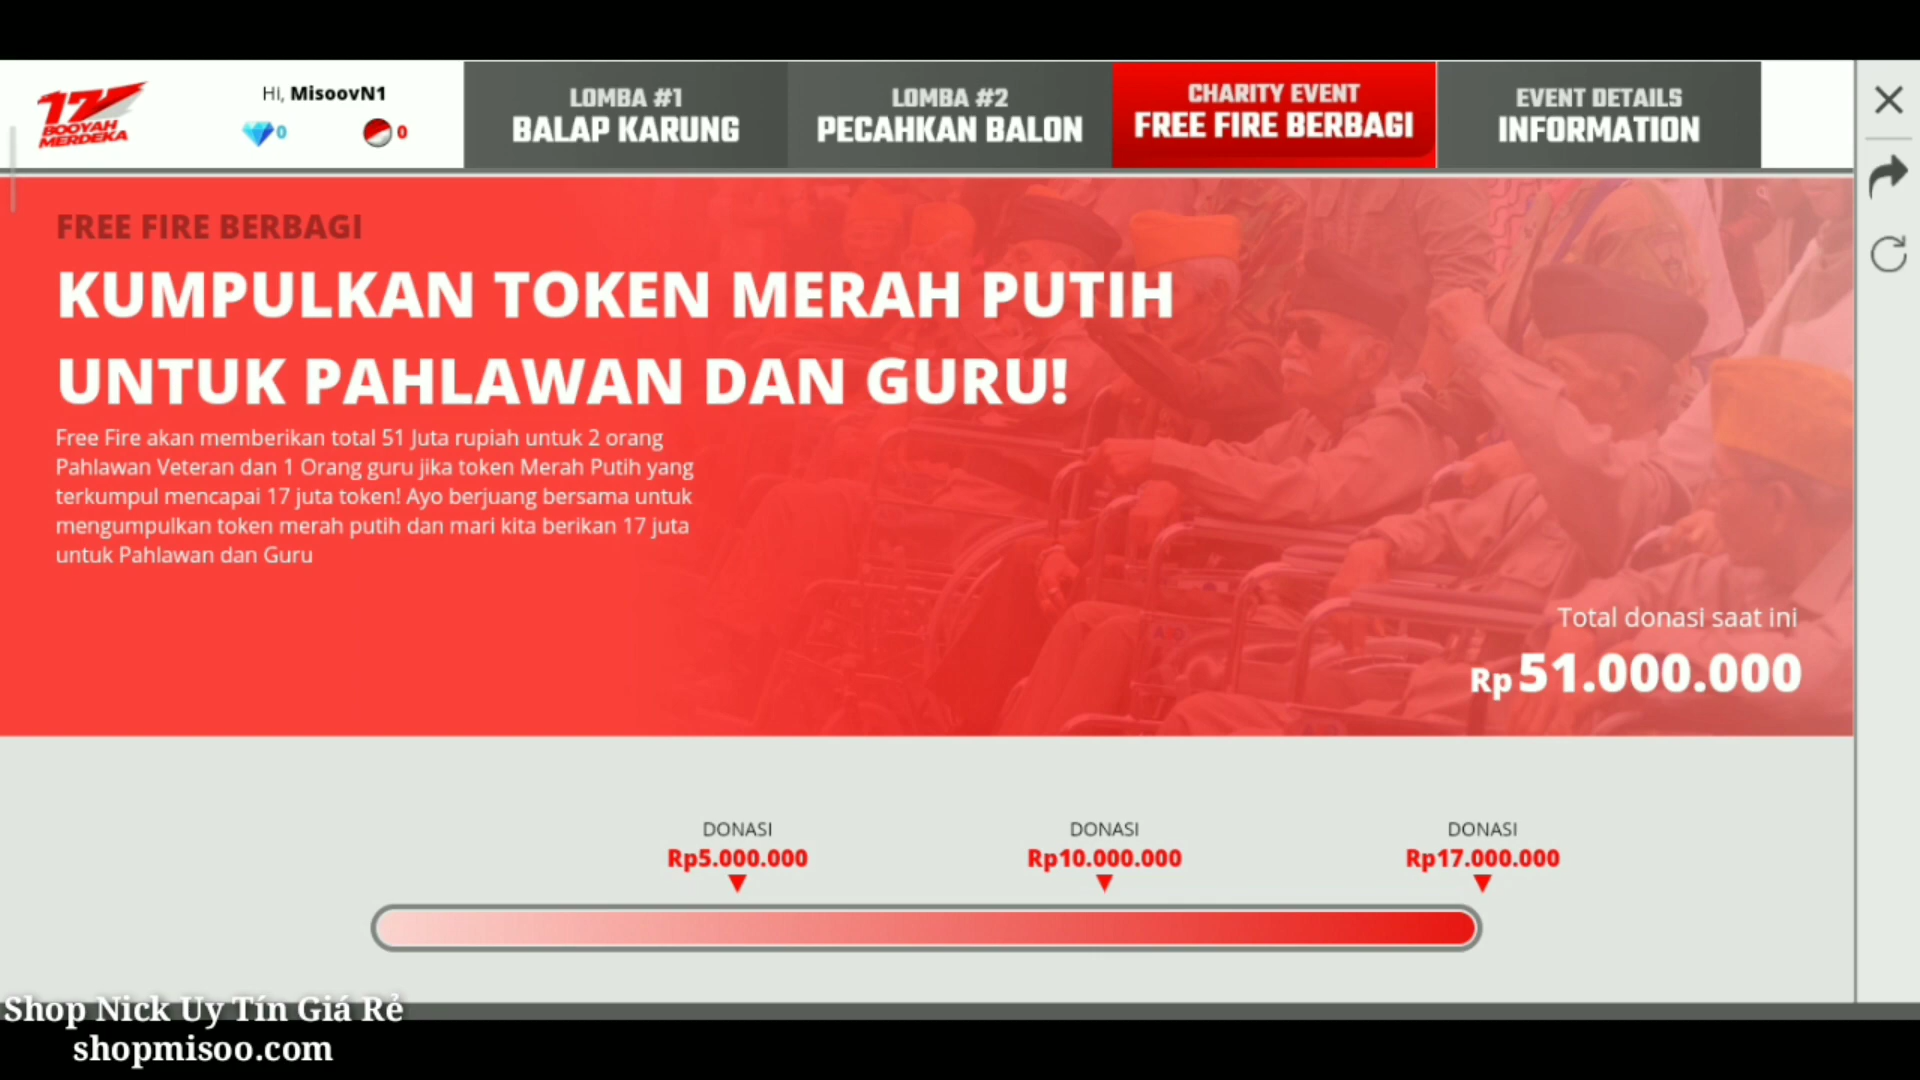 17
BOOYAH
MERDEKA
Hi, MisoovN1
0
0
LOMBA #1
BALAP KARUNG
LOMBA #2
PECAHKAN BALON
CHARITY EVENT
FREE FIRE BERBAGI
EVENT DETAILS
INFORMATION
FREE FIRE BERBAGI
KUMPULKAN TOKEN MERAH PUTIH
UNTUK PAHLAWAN DAN GURU!
Free Fire akan memberikan total 51 Juta rupiah untuk 2 orang
Pahlawan Veteran dan 1 Orang guru jika token Merah Putih yang
terkumpul mencapai 17 juta token! Ayo berjuang bersama untuk
mengumpulkan token merah putih dan mari kita berikan 17 juta
untuk Pahlawan dan Guru
Total donasi saat ini
Rp 51.000.000
DONASI
Rp5.000.000
DONASI
Rp10.000.000
DONASI
Rp17.000.000
Shop Nick Uy Tín Giá Rẻ
shopmisoo.com